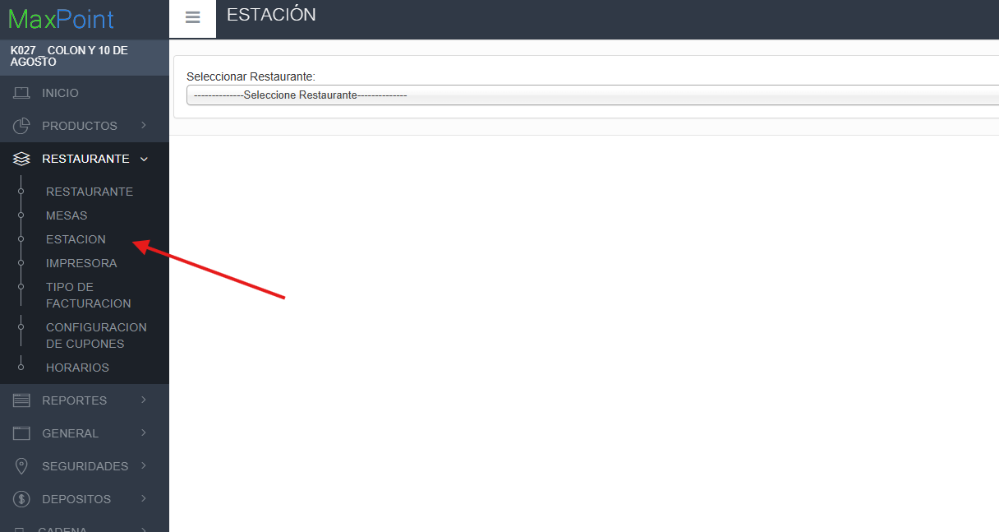 MaxPoint
ESTACIÓN
K027 _ COLON Y 10 DE
AGOSTO
Seleccionar Restaurante:
--------------Seleccione Restaurante--------------
INICIO
PRODUCTOS
RESTAURANTE
RESTAURANTE
MESAS
ESTACION
IMPRESORA
TIPO DE
FACTURACION
CONFIGURACION
DE CUPONES
HORARIOS
REPORTES
GENERAL
SEGURIDADES
DEPOSITOS
CADENA